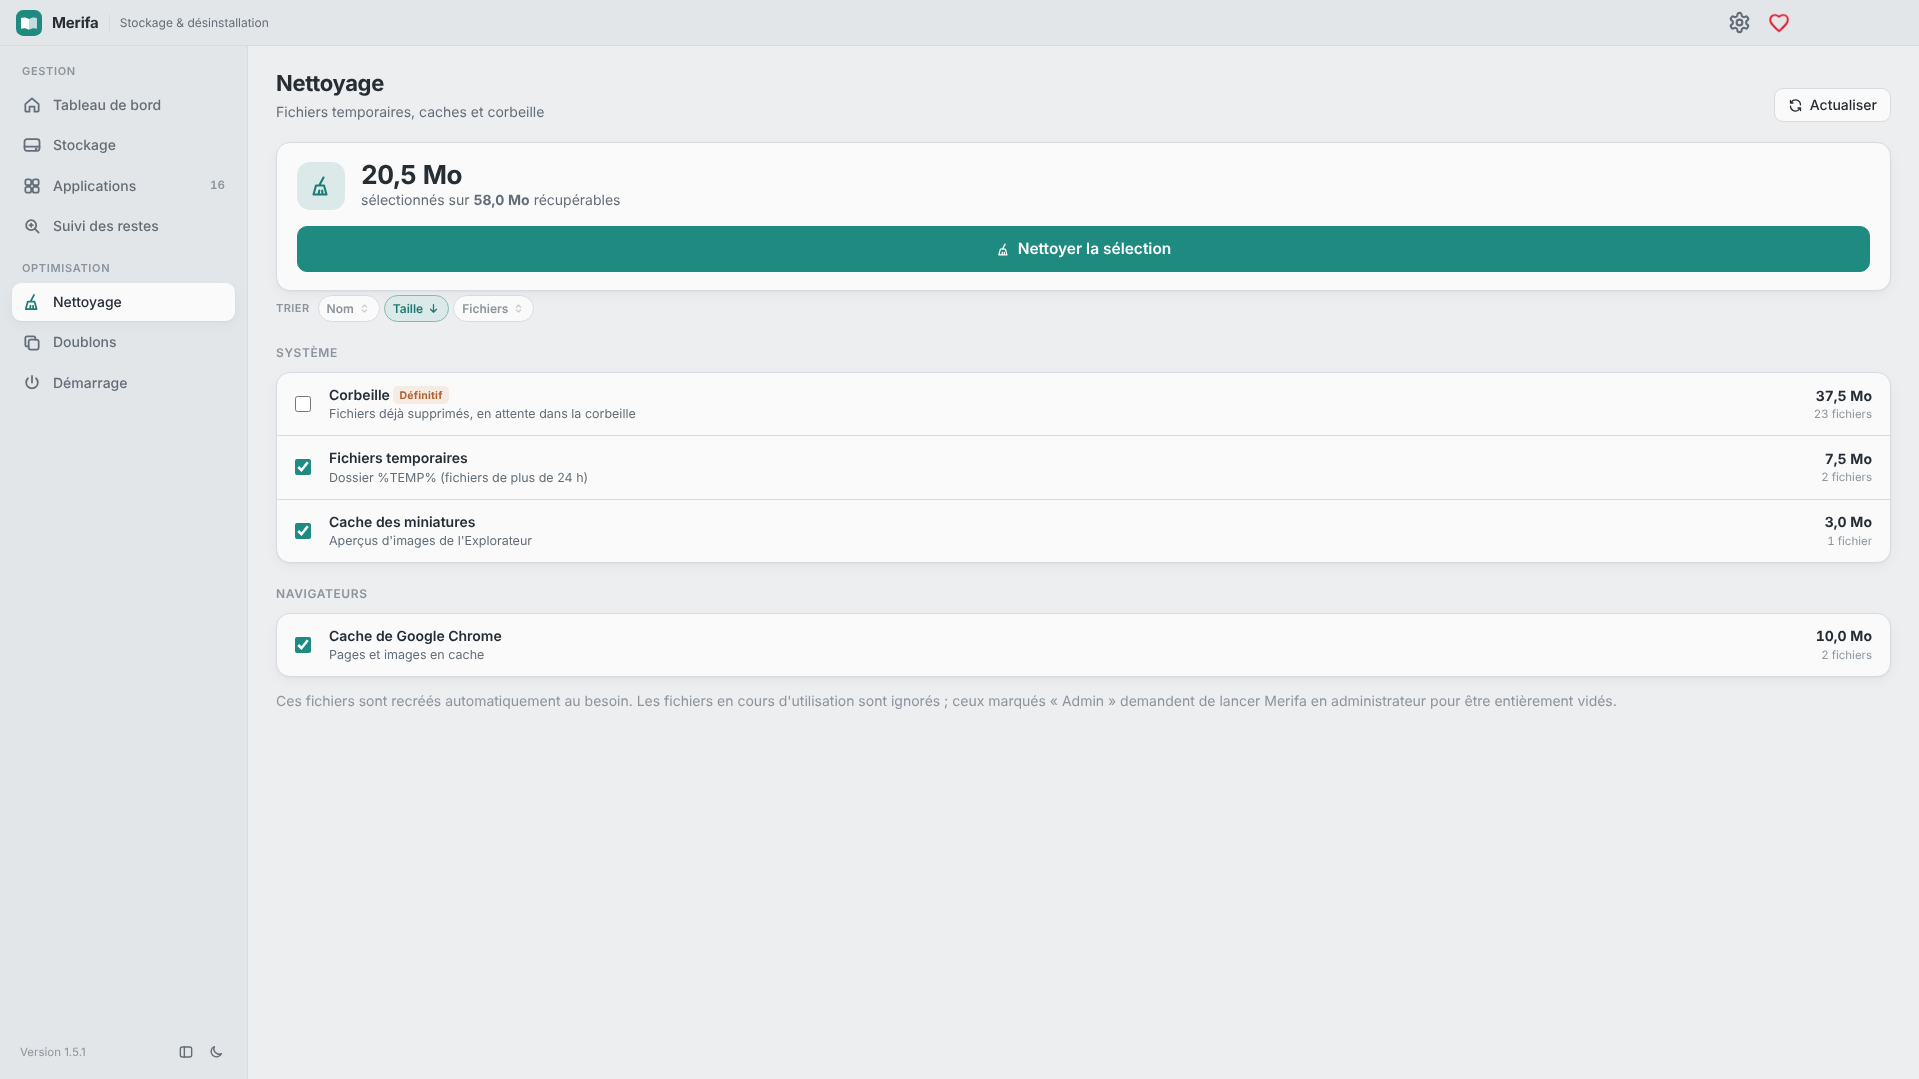 Merifa
Stockage & désinstallation
GESTION
Tableau de bord
Stockage
Applications 16
Suivi des restes
OPTIMISATION
Nettoyage
Doublons
Démarrage
Version 1.5.1
Nettoyage
Fichiers temporaires, caches et corbeille
Actualiser
20,5 Mo
sélectionnés sur 58,0 Mo récupérables
Nettoyer la sélection
TRIER Nom Taille Fichiers
SYSTÈME
Corbeille Définitif
Fichiers déjà supprimés, en attente dans la corbeille
37,5 Mo
23 fichiers
Fichiers temporaires
Dossier %TEMP% (fichiers de plus de 24 h)
7,5 Mo
2 fichiers
Cache des miniatures
Aperçus d'images de l'Explorateur
3,0 Mo
1 fichier
NAVIGATEURS
Cache de Google Chrome
Pages et images en cache
10,0 Mo
2 fichiers
Ces fichiers sont recréés automatiquement au besoin. Les fichiers en cours d'utilisation sont ignorés ; ceux marqués « Admin » demandent de lancer Merifa en administrateur pour être entièrement vidés.